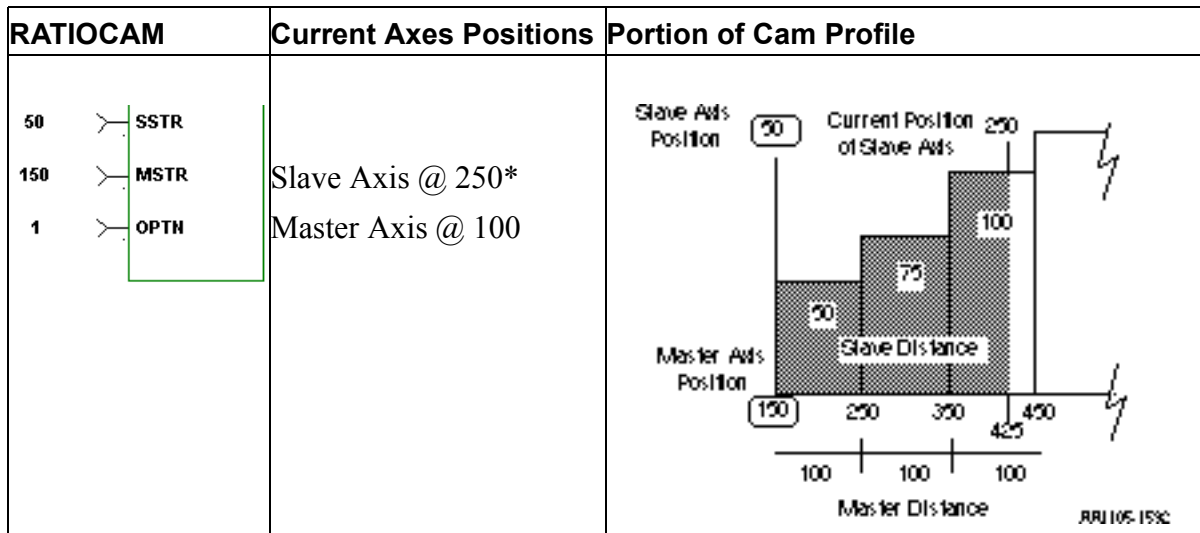 RATIOCAM
Current Axes Positions
Portion of Cam Profile
50 SSTR
150 MSTR
1 OPTN
Slave Axis @ 250*
Master Axis @ 100
Slave Axis
Position
50
Current Position
of Slave Axis
250
100
75
50
Slave Distance
Master Axis
Position
150
250
350
425
450
100
100
100
Master Distance